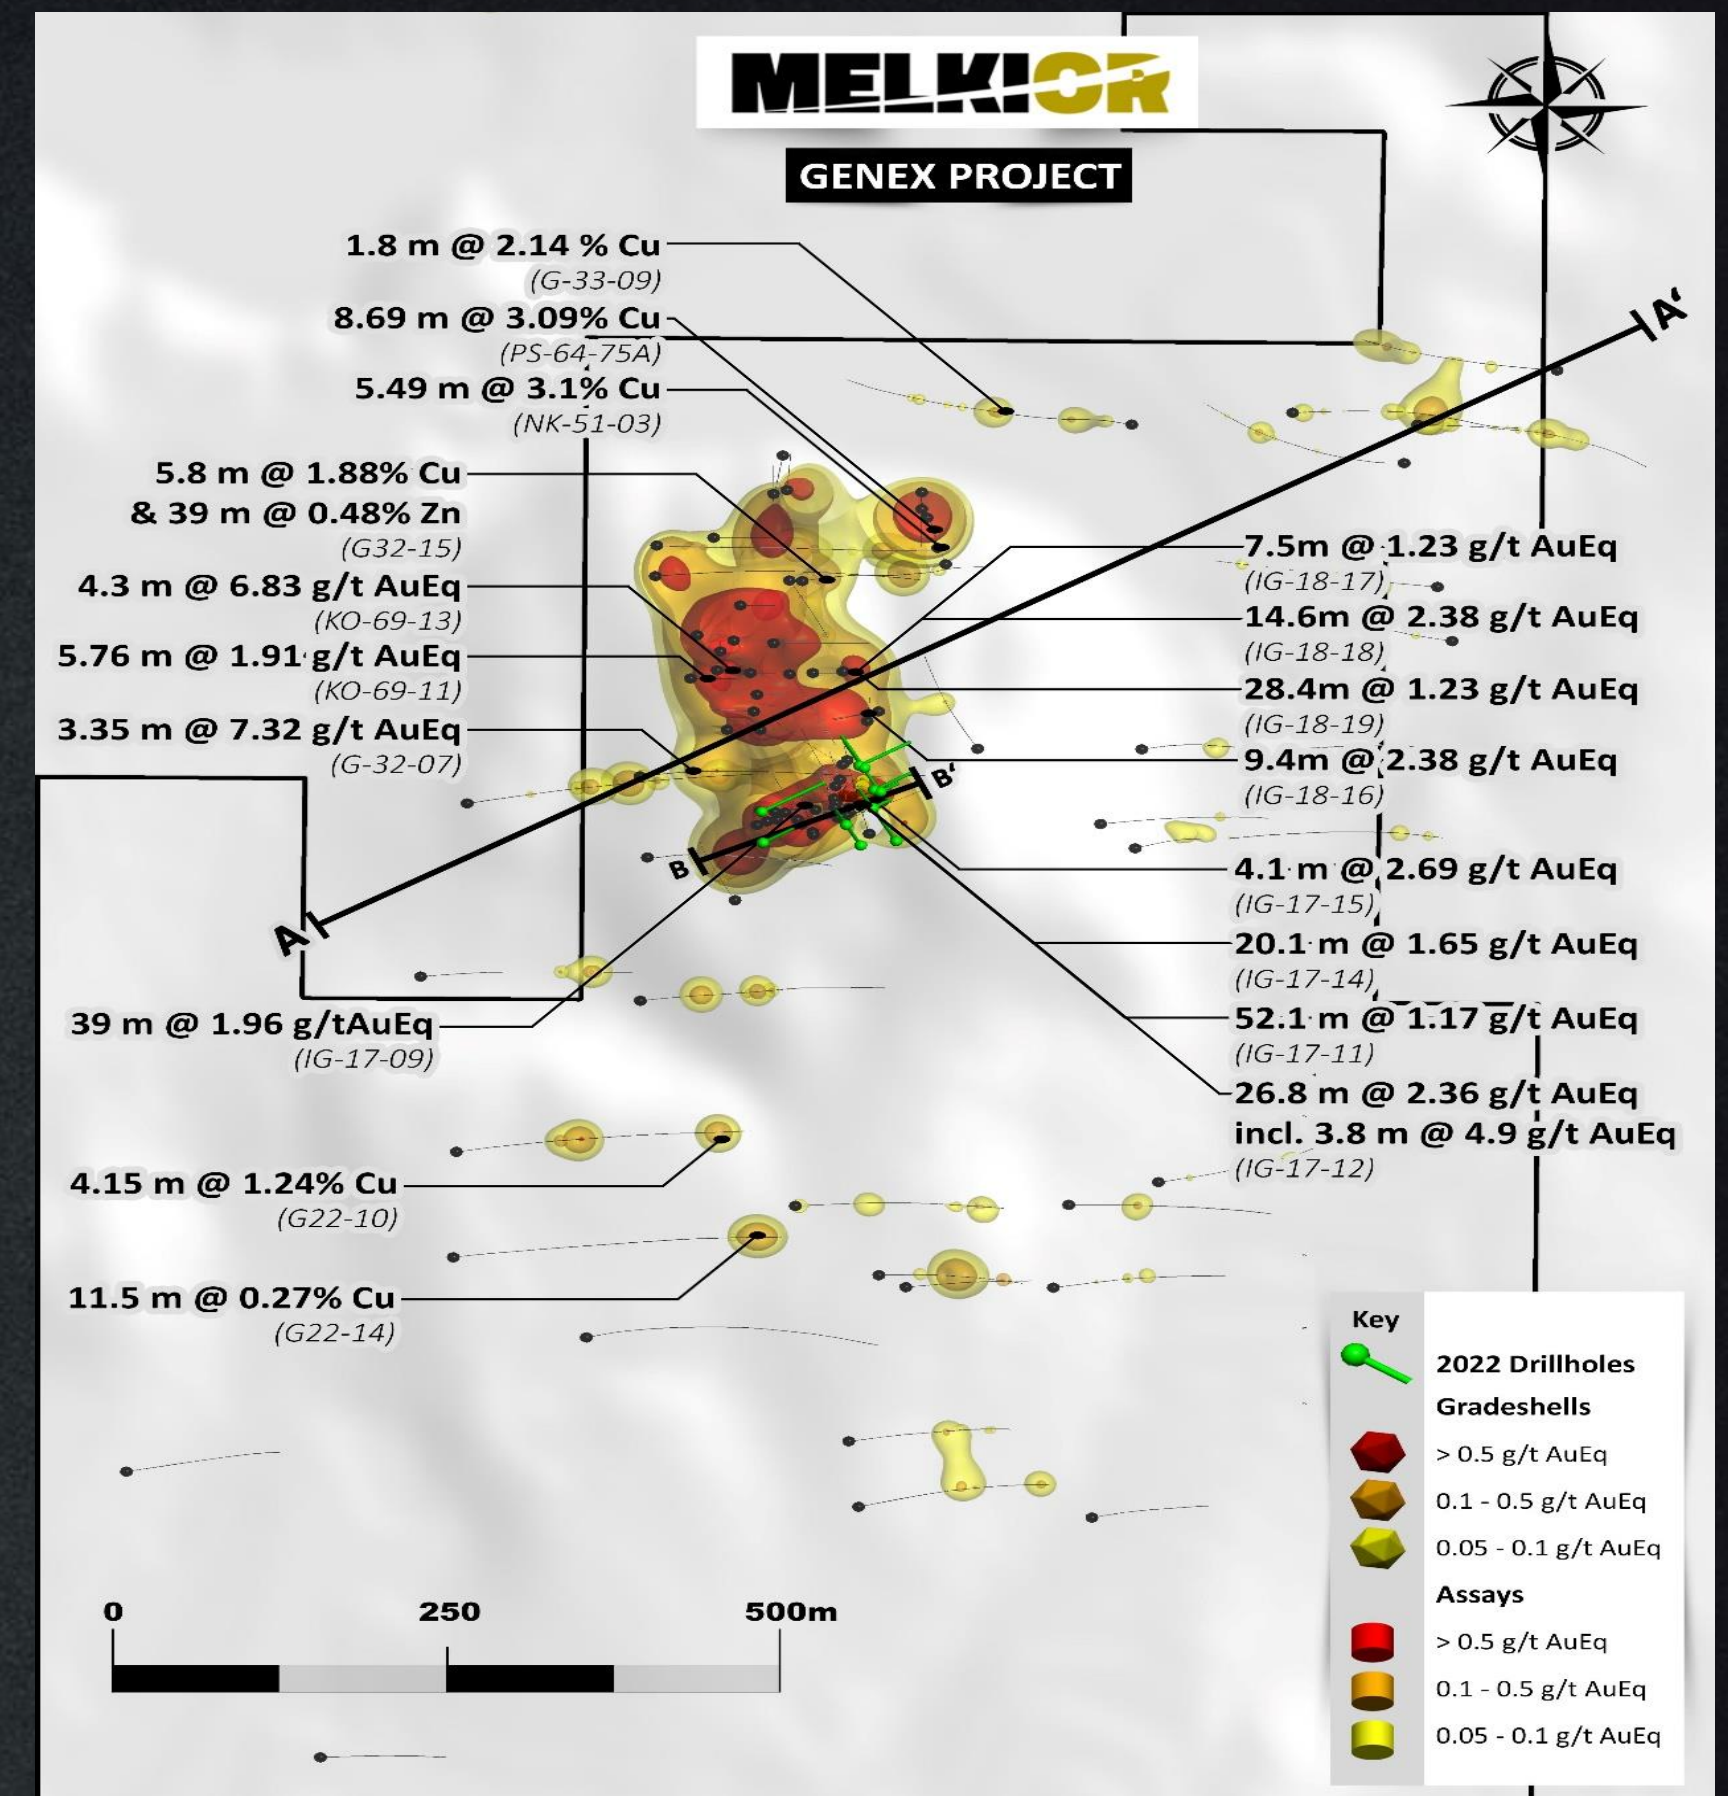 MELKIOR
GENEX PROJECT
1.8 m @ 2.14 % Cu
(G-33-09)
8.69 m @ 3.09% Cu
(PS-64-75A)
5.49 m @ 3.1% Cu
(NK-51-03)
5.8 m @ 1.88% Cu
& 39 m @ 0.48% Zn
(G32-15)
4.3 m @ 6.83 g/t AuEq
(KO-69-13)
5.76 m @ 1.91 g/t AuEq
(KO-69-11)
3.35 m @ 7.32 g/t AuEq
(G-32-07)
39 m @ 1.96 g/tAuEq
(IG-17-09)
4.15 m @ 1.24% Cu
(G22-10)
11.5 m @ 0.27% Cu
(G22-14)
A'
7.5m @ 1.23 g/t AuEq
(IG-18-17)
14.6m @ 2.38 g/t AuEq
(IG-18-18)
28.4m @ 1.23 g/t AuEq
(IG-18-19)
9.4m @ 2.38 g/t AuEq
(IG-18-16)
B'
B
A
4.1 m @ 2.69 g/t AuEq
(IG-17-15)
20.1 m @ 1.65 g/t AuEq
(IG-17-14)
52.1 m @ 1.17 g/t AuEq
(IG-17-11)
26.8 m @ 2.36 g/t AuEq
incl. 3.8 m @ 4.9 g/t AuEq
(IG-17-12)
Key
2022 Drillholes
Gradeshells
> 0.5 g/t AuEq
0.1 - 0.5 g/t AuEq
0.05 - 0.1 g/t AuEq
Assays
> 0.5 g/t AuEq
0.1 - 0.5 g/t AuEq
0.05 - 0.1 g/t AuEq
0 250 500m